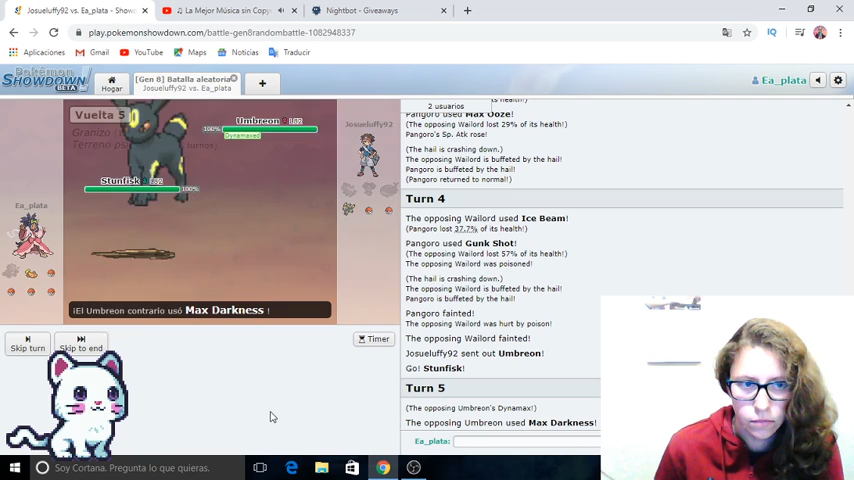 Josueluffy92 vs. Ea_plata - Show
La Mejor Música sin Copy
Nightbot - Giveaways
play.pokemonshowdown.com/battle-gen8randombattle-1082948337
Aplicaciones
Gmail
YouTube
Maps
Noticias
Traducir
Pokémon
SHOWDOWN
BETA
Hogar
[Gen 8] Batalla aleatoria
Josueluffy92 vs. Ea_plata
Ea_plata
2 usuarios
Vuelta 5
Umbreon
100%
Dynamaxed
Stunfisk
100%
Josueluffy92
Ea_plata
¡El Umbreon contrario usó Max Darkness !
Skip turn
Skip to end
Timer
Pangoro used Max Ooze!
(The opposing Wailord lost 29% of its health!)
Pangoro's Sp. Atk rose!
(The hail is crashing down.)
The opposing Wailord is buffeted by the hail!
Pangoro is buffeted by the hail!
(Pangoro returned to normal!)
Turn 4
The opposing Wailord used Ice Beam!
(Pangoro lost 37.7% of its health!)
Pangoro used Gunk Shot!
(The opposing Wailord lost 57% of its health!)
The opposing Wailord was poisoned!
(The hail is crashing down.)
The opposing Wailord is buffeted by the hail!
Pangoro is buffeted by the hail!
Pangoro fainted!
The opposing Wailord was hurt by poison!
The opposing Wailord fainted!
Josueluffy92 sent out Umbreon!
Go! Stunfisk!
Turn 5
(The opposing Umbreon's Dynamax!)
The opposing Umbreon used Max Darkness!
Ea_plata:
Soy Cortana. Pregunta lo que quieras.